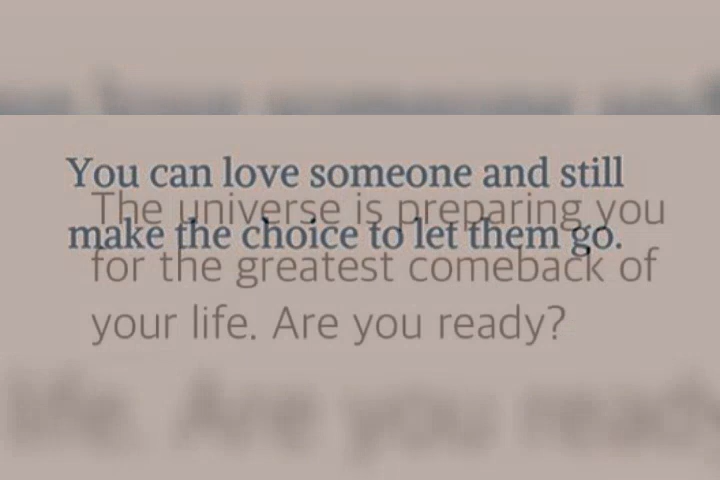 You can love someone and still
make the choice to let them go.
The universe is preparing you
for the greatest comeback of
your life. Are you ready?